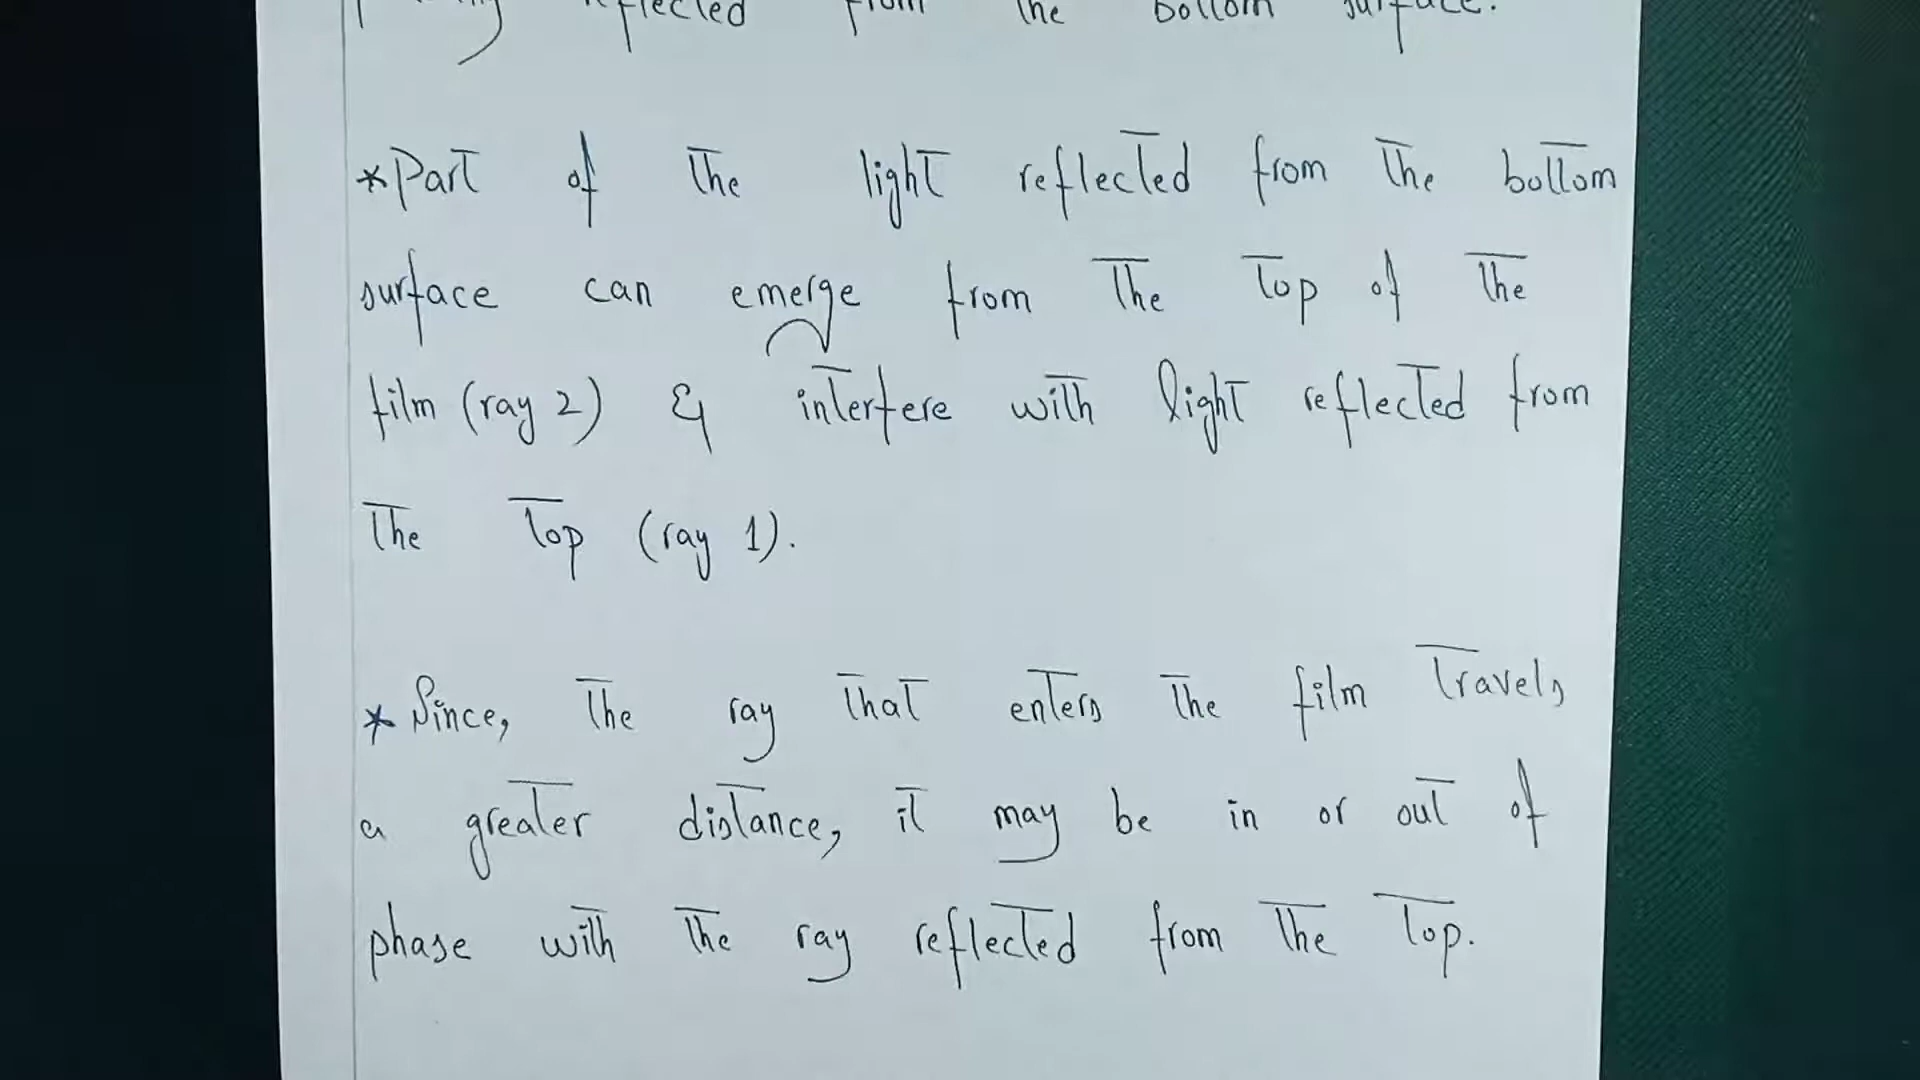 reflected from the bottom surface.
*Part of the light reflected from the bottom
surface can emerge from the top of the
film (ray 2) & interfere with light reflected from
the top (ray 1).
* Since, the ray that enters the film travels
a greater distance, it may be in or out of
phase with the ray reflected from the top.